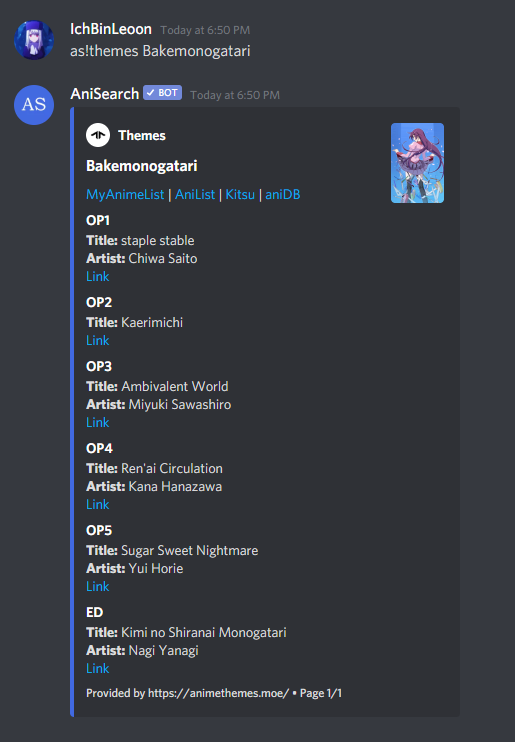 IchBinLeoon Today at 6:50 PM
as!themes Bakemonogatari
AS
AniSearch ✓ BOT Today at 6:50 PM
Themes
Bakemonogatari
MyAnimeList | AniList | Kitsu | aniDB
OP1
Title: staple stable
Artist: Chiwa Saito
Link
OP2
Title: Kaerimichi
Link
OP3
Title: Ambivalent World
Artist: Miyuki Sawashiro
Link
OP4
Title: Ren'ai Circulation
Artist: Kana Hanazawa
Link
OP5
Title: Sugar Sweet Nightmare
Artist: Yui Horie
Link
ED
Title: Kimi no Shiranai Monogatari
Artist: Nagi Yanagi
Link
Provided by https://animethemes.moe/ • Page 1/1